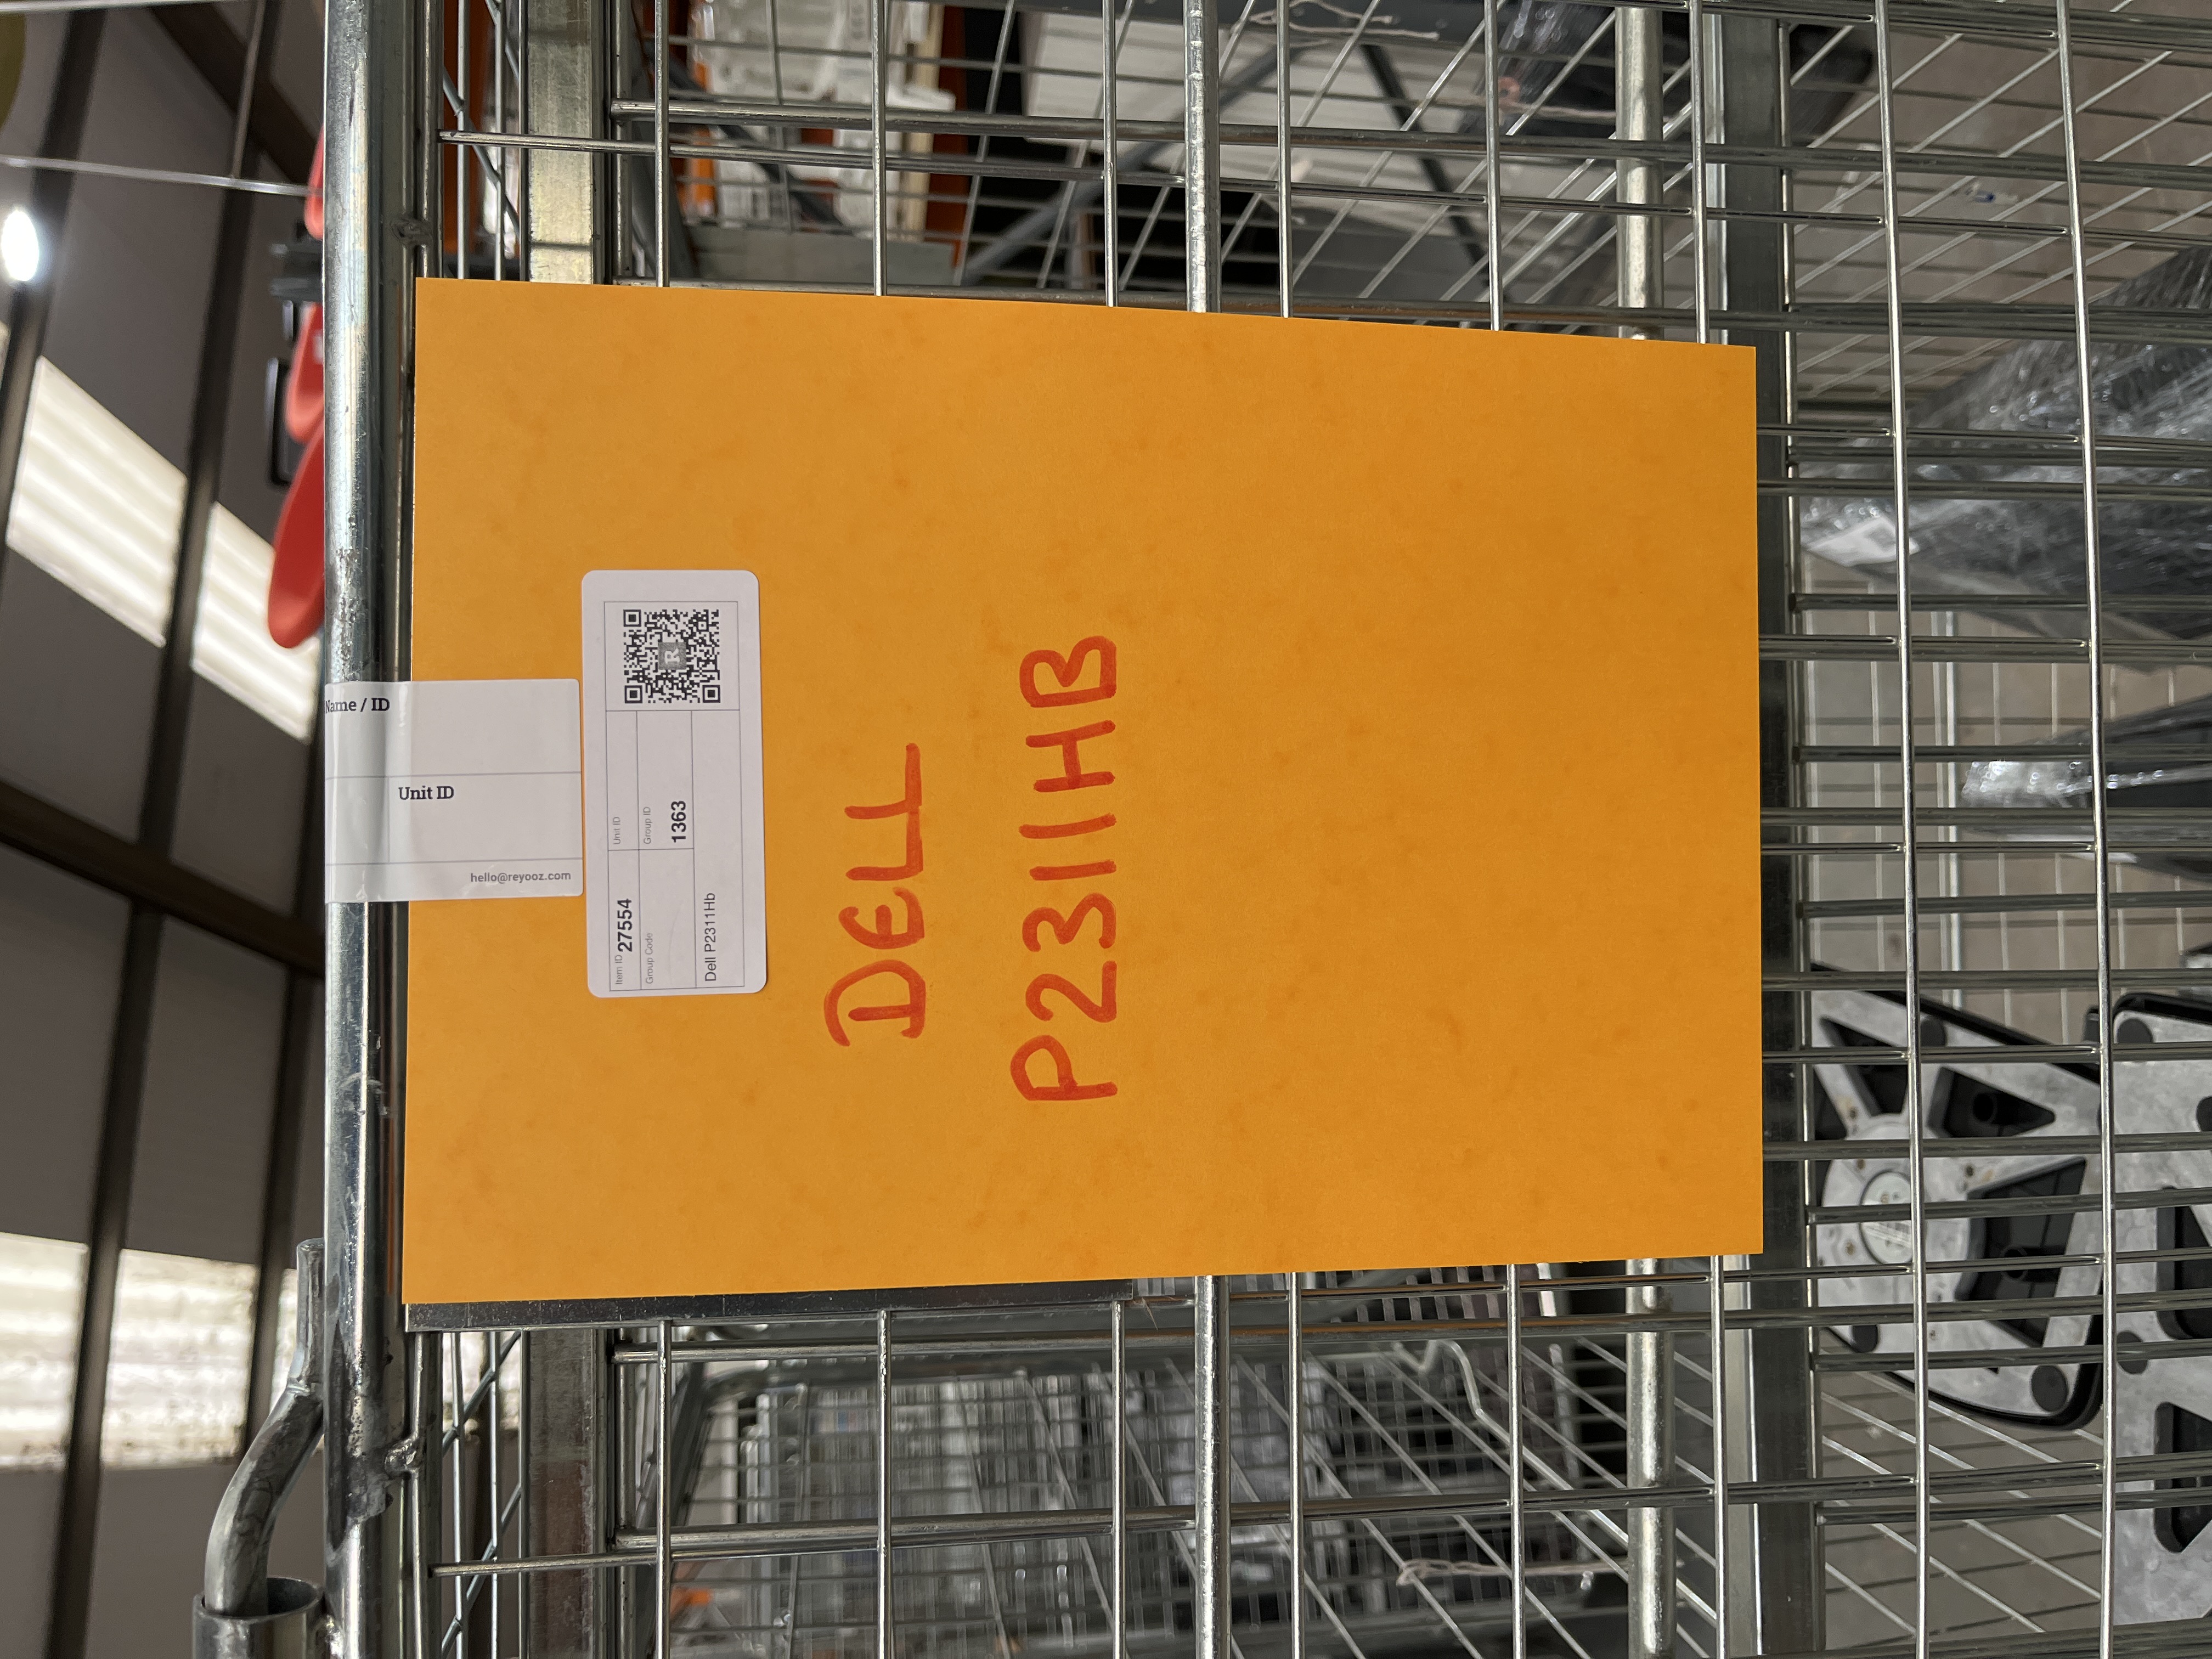 Name / ID
Unit ID
hello@reyooz.com
Item ID 27554
Unit ID
Group Code
Group ID
1363
Dell P2311Hb
R
DELL
P2311HB